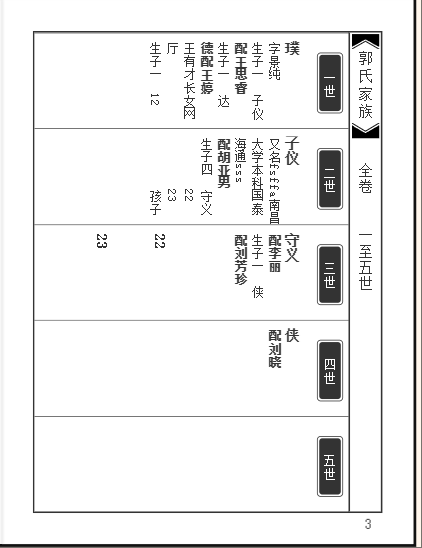 郭氏家族
全卷
一至五世
一世
璞
字景纯
生子一 子仪
配王思睿
生子一 达
德配王婷
王有才长女网
厅
生子一 12
二世
子仪
又名fsffa南昌
大学本科国泰
海通sss
配胡亚男
生子四 守义
22
23
孩子
三世
守义
配李丽
生子一 侠
配刘芳珍
22
23
四世
侠
配刘晓
五世
3